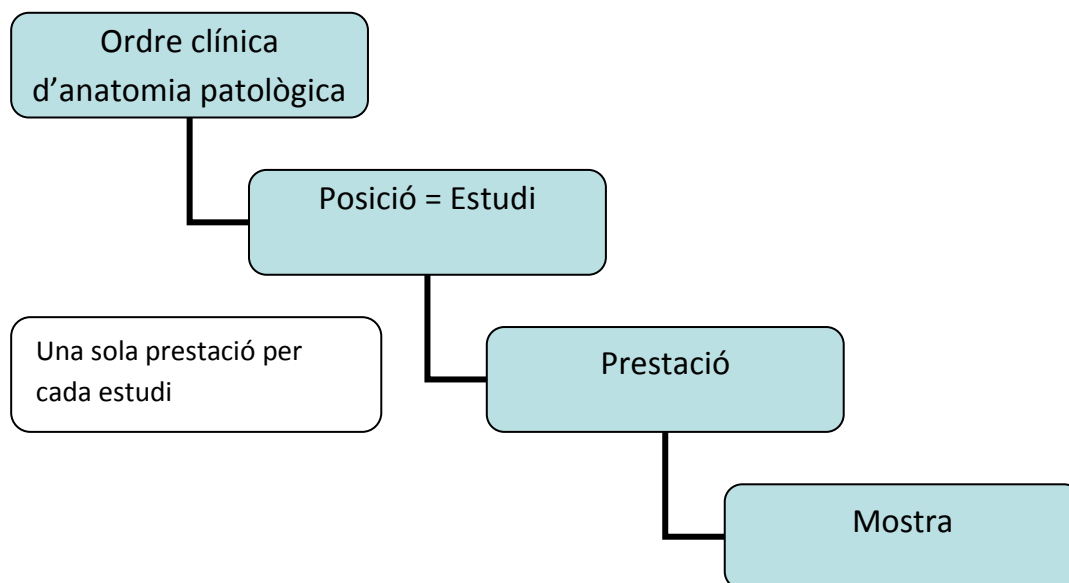 Ordre clínica
d’anatomia patològica
Posició = Estudi
Una sola prestació per
cada estudi
Prestació
Mostra